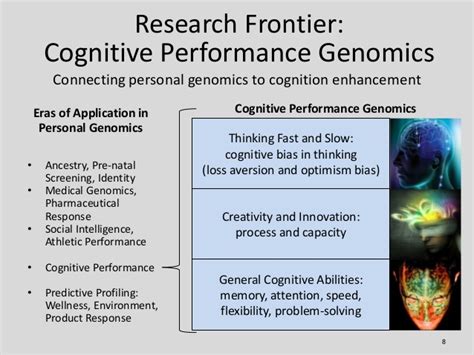 Research Frontier:
Cognitive Performance Genomics
Connecting personal genomics to cognition enhancement
Eras of Application in
Personal Genomics
• Ancestry, Pre-natal
Screening, Identity
• Medical Genomics,
Pharmaceutical
Response
• Social Intelligence,
Athletic Performance
• Cognitive Performance
• Predictive Profiling:
Wellness, Environment,
Product Response
Cognitive Performance Genomics
Thinking Fast and Slow:
cognitive bias in thinking
(loss aversion and optimism bias)
Creativity and Innovation:
process and capacity
General Cognitive Abilities:
memory, attention, speed,
flexibility, problem-solving
8